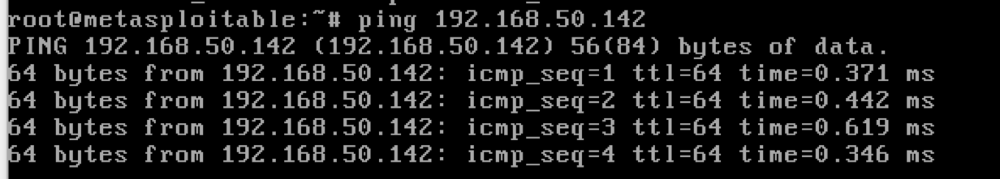 root@metasploitable:~# ping 192.168.50.142
PING 192.168.50.142 (192.168.50.142) 56(84) bytes of data.
64 bytes from 192.168.50.142: icmp_seq=1 ttl=64 time=0.371 ms
64 bytes from 192.168.50.142: icmp_seq=2 ttl=64 time=0.442 ms
64 bytes from 192.168.50.142: icmp_seq=3 ttl=64 time=0.619 ms
64 bytes from 192.168.50.142: icmp_seq=4 ttl=64 time=0.346 ms